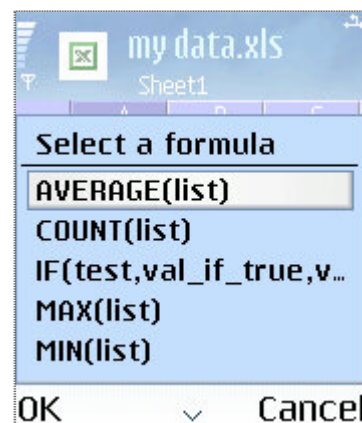 my data.xls
Sheet1
A B C
Select a formula
AVERAGE(list)
COUNT(list)
IF(test,val_if_true,v…
MAX(list)
MIN(list)
OK Cancel